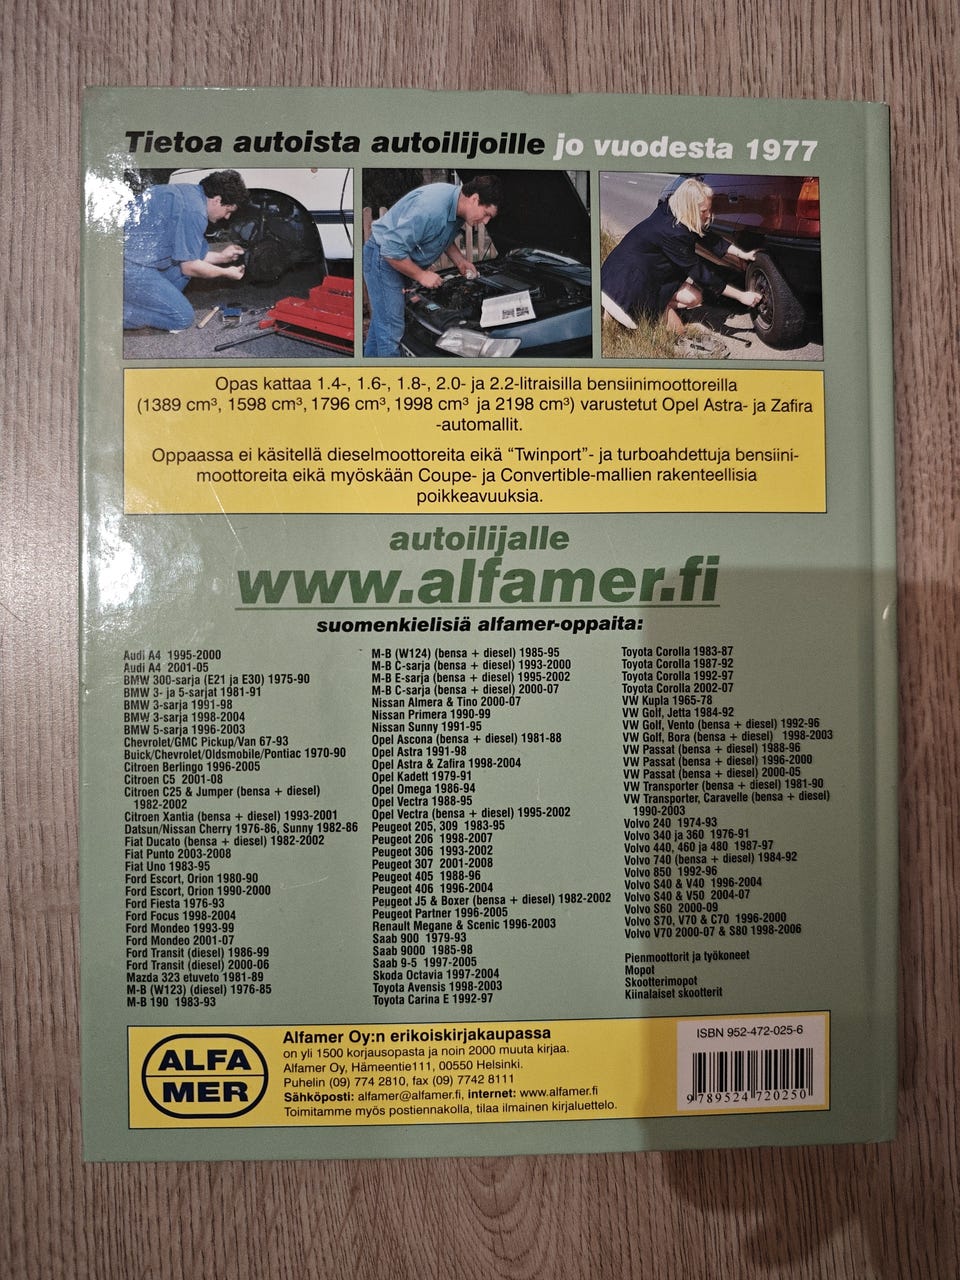 Tietoa autoista autoilijoille jo vuodesta 1977
Opas kattaa 1.4-, 1.6-, 1.8-, 2.0- ja 2.2-litraisilla bensiinimoottoreilla
(1389 cm³, 1598 cm³, 1796 cm³, 1998 cm³ ja 2198 cm³) varustetut Opel Astra- ja Zafira
-automallit.
Oppaassa ei käsitellä dieselmoottoreita eikä “Twinport”- ja turboahdettuja bensiini-
moottoreita eikä myöskään Coupe- ja Convertible-mallien rakenteellisia
poikkeavuuksia.
autoilijalle
www.alfamer.fi
suomenkielisiä alfamer-oppaita:
Audi A4 1995-2000
Audi A4 2001-05
BMW 300-sarja (E21 ja E30) 1975-90
BMW 3- ja 5-sarjat 1981-91
BMW 3-sarja 1991-98
BMW 3-sarja 1998-2004
BMW 5-sarja 1996-2003
Chevrolet/GMC Pickup/Van 67-93
Buick/Chevrolet/Oldsmobile/Pontiac 1970-90
Citroen Berlingo 1996-2005
Citroen C5 2001-08
Citroen C25 & Jumper (bensa + diesel)
1982-2002
Citroen Xantia (bensa + diesel) 1993-2001
Datsun/Nissan Cherry 1976-86, Sunny 1982-86
Fiat Ducato (bensa + diesel) 1982-2002
Fiat Punto 2003-2008
Fiat Uno 1983-95
Ford Escort, Orion 1980-90
Ford Escort, Orion 1990-2000
Ford Fiesta 1976-93
Ford Focus 1998-2004
Ford Mondeo 1993-99
Ford Mondeo 2001-07
Ford Transit (diesel) 1986-99
Ford Transit (diesel) 2000-06
Mazda 323 etuveto 1981-89
M-B (W123) (diesel) 1976-85
M-B 190 1983-93
M-B (W124) (bensa + diesel) 1985-95
M-B C-sarja (bensa + diesel) 1993-2000
M-B E-sarja (bensa + diesel) 1995-2002
M-B C-sarja (bensa + diesel) 2000-07
Nissan Almera & Tino 2000-07
Nissan Primera 1990-99
Nissan Sunny 1991-95
Opel Ascona (bensa + diesel) 1981-88
Opel Astra 1991-98
Opel Astra & Zafira 1998-2004
Opel Kadett 1979-91
Opel Omega 1986-94
Opel Vectra 1988-95
Opel Vectra (bensa + diesel) 1995-2002
Peugeot 205, 309 1983-95
Peugeot 206 1998-2007
Peugeot 306 1993-2002
Peugeot 307 2001-2008
Peugeot 405 1988-96
Peugeot 406 1996-2004
Peugeot J5 & Boxer (bensa + diesel) 1982-2002
Peugeot Partner 1996-2005
Renault Megane & Scenic 1996-2003
Saab 900 1979-93
Saab 9000 1985-98
Saab 9-5 1997-2005
Skoda Octavia 1997-2004
Toyota Avensis 1998-2003
Toyota Carina E 1992-97
Toyota Corolla 1983-87
Toyota Corolla 1987-92
Toyota Corolla 1992-97
Toyota Corolla 2002-07
VW Kupla 1965-78
VW Golf, Jetta 1984-92
VW Golf, Vento (bensa + diesel) 1992-96
VW Golf, Bora (bensa + diesel) 1998-2003
VW Passat (bensa + diesel) 1988-96
VW Passat (bensa + diesel) 1996-2000
VW Passat (bensa + diesel) 2000-05
VW Transporter (bensa + diesel) 1981-90
VW Transporter, Caravelle (bensa + diesel)
1990-2003
Volvo 240 1974-93
Volvo 340 ja 360 1976-91
Volvo 440, 460 ja 480 1987-97
Volvo 740 (bensa + diesel) 1984-92
Volvo 850 1992-96
Volvo S40 & V40 1996-2004
Volvo S40 & V50 2004-07
Volvo S60 2000-09
Volvo S70, V70 & C70 1996-2000
Volvo V70 2000-07 & S80 1998-2006
Pienmoottorit ja työkoneet
Mopot
Skootterimopot
Kiinalaiset skootterit
ALFA
MER
Alfamer Oy:n erikoiskirjakaupassa
on yli 1500 korjausopasta ja noin 2000 muuta kirjaa.
Alfamer Oy, Hämeentie111, 00550 Helsinki.
Puhelin (09) 774 2810, fax (09) 7742 8111
Sähköposti: alfamer@alfamer.fi, internet: www.alfamer.fi
Toimitamme myös postiennakolla, tilaa ilmainen kirjaluettelo.
ISBN 952-472-025-6
9 789524 720250